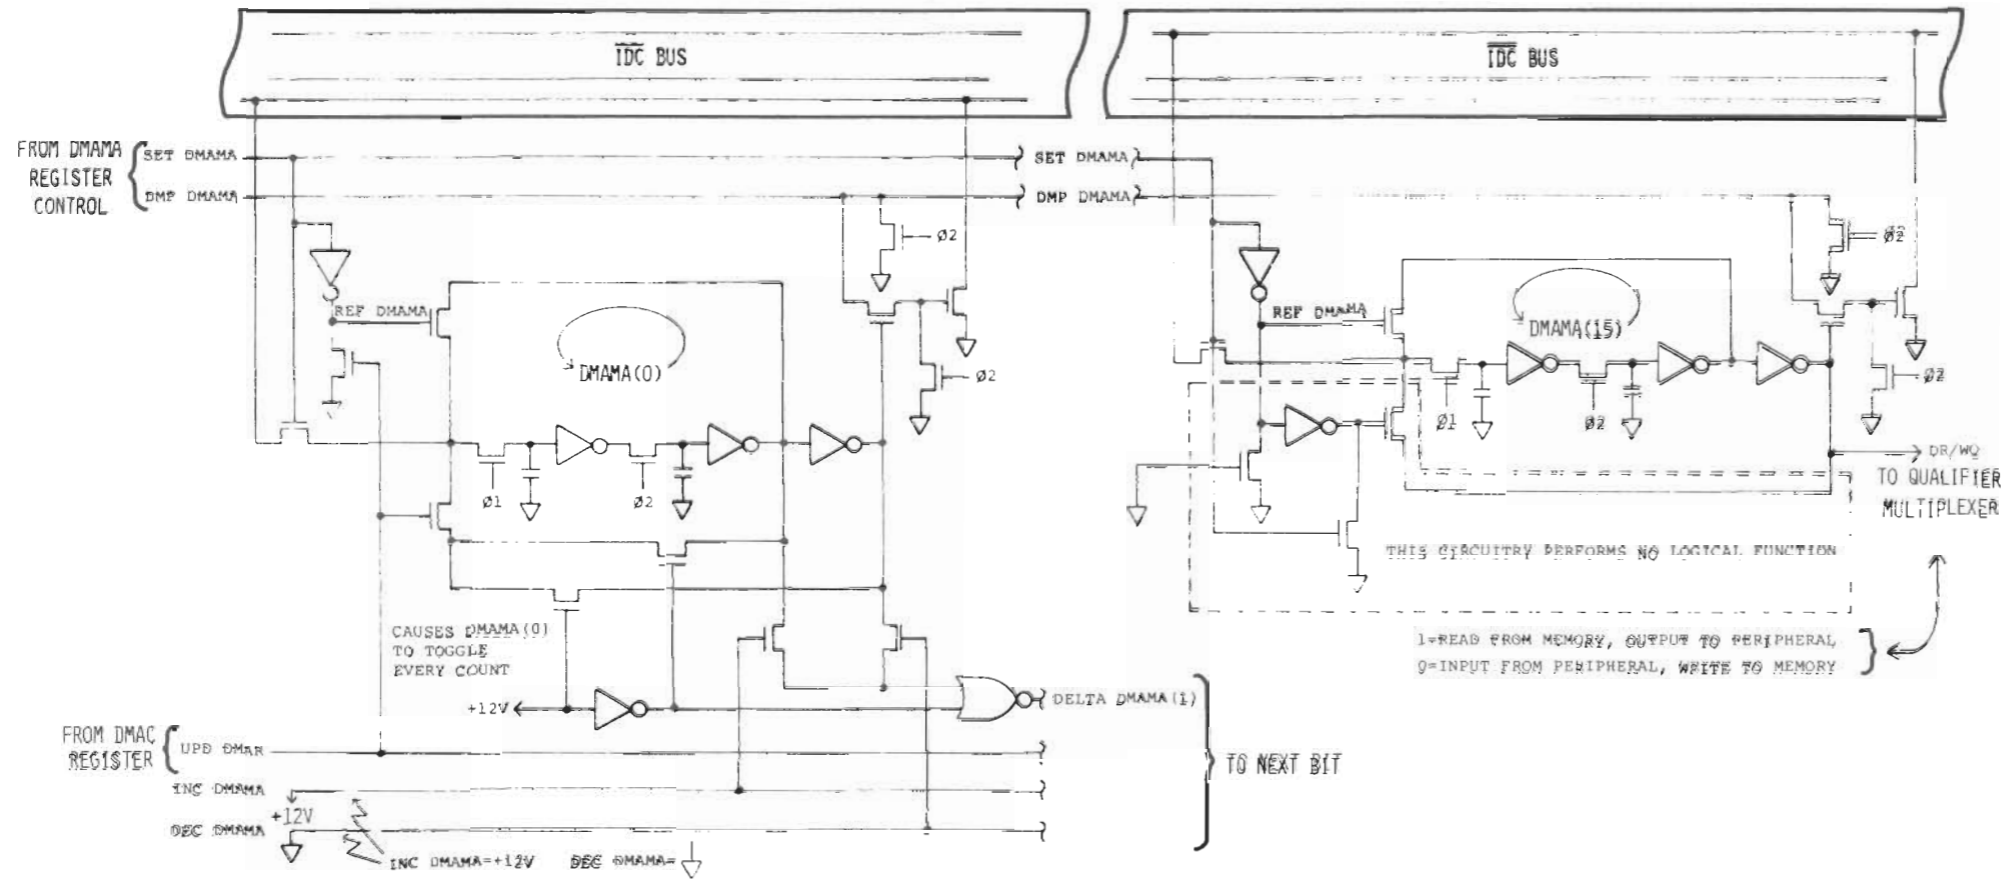 IDC BUS
IDC BUS
FROM DMAMA
REGISTER
CONTROL
SET DMAMA
DMP DMAMA
SET DMAMA
DMP DMAMA
Ø2
Ø2
REF DMAMA
DMAMA(0)
Ø2
REF DMAMA
DMAMA(15)
Ø2
Ø1
Ø2
Ø1
Ø2
DR/WQ
TO QUALIFIER
MULTIPLEXER
THIS CIRCUITRY PERFORMS NO LOGICAL FUNCTION
1=READ FROM MEMORY, OUTPUT TO PERIPHERAL
0=INPUT FROM PERIPHERAL, WRITE TO MEMORY
CAUSES DMAMA(0)
TO TOGGLE
EVERY COUNT
+12V
DELTA DMAMA(1)
FROM DMAC
REGISTER
UPD DMAR
INC DMAMA
+12V
DEC DMAMA
TO NEXT BIT
INC DMAMA=+12V DEC DMAMA=